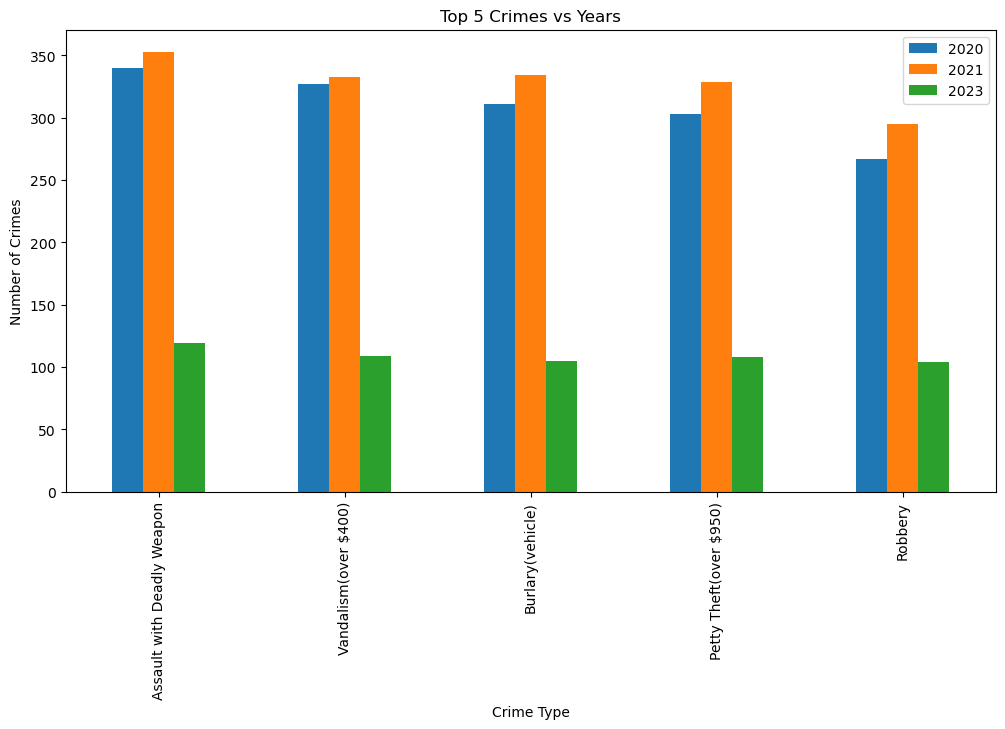 Top 5 Crimes vs Years
2020
2021
2023
Number of Crimes
350
300
250
200
150
100
50
0
Assault with Deadly Weapon
Vandalism(over $400)
Burlary(vehicle)
Petty Theft(over $950)
Robbery
Crime Type